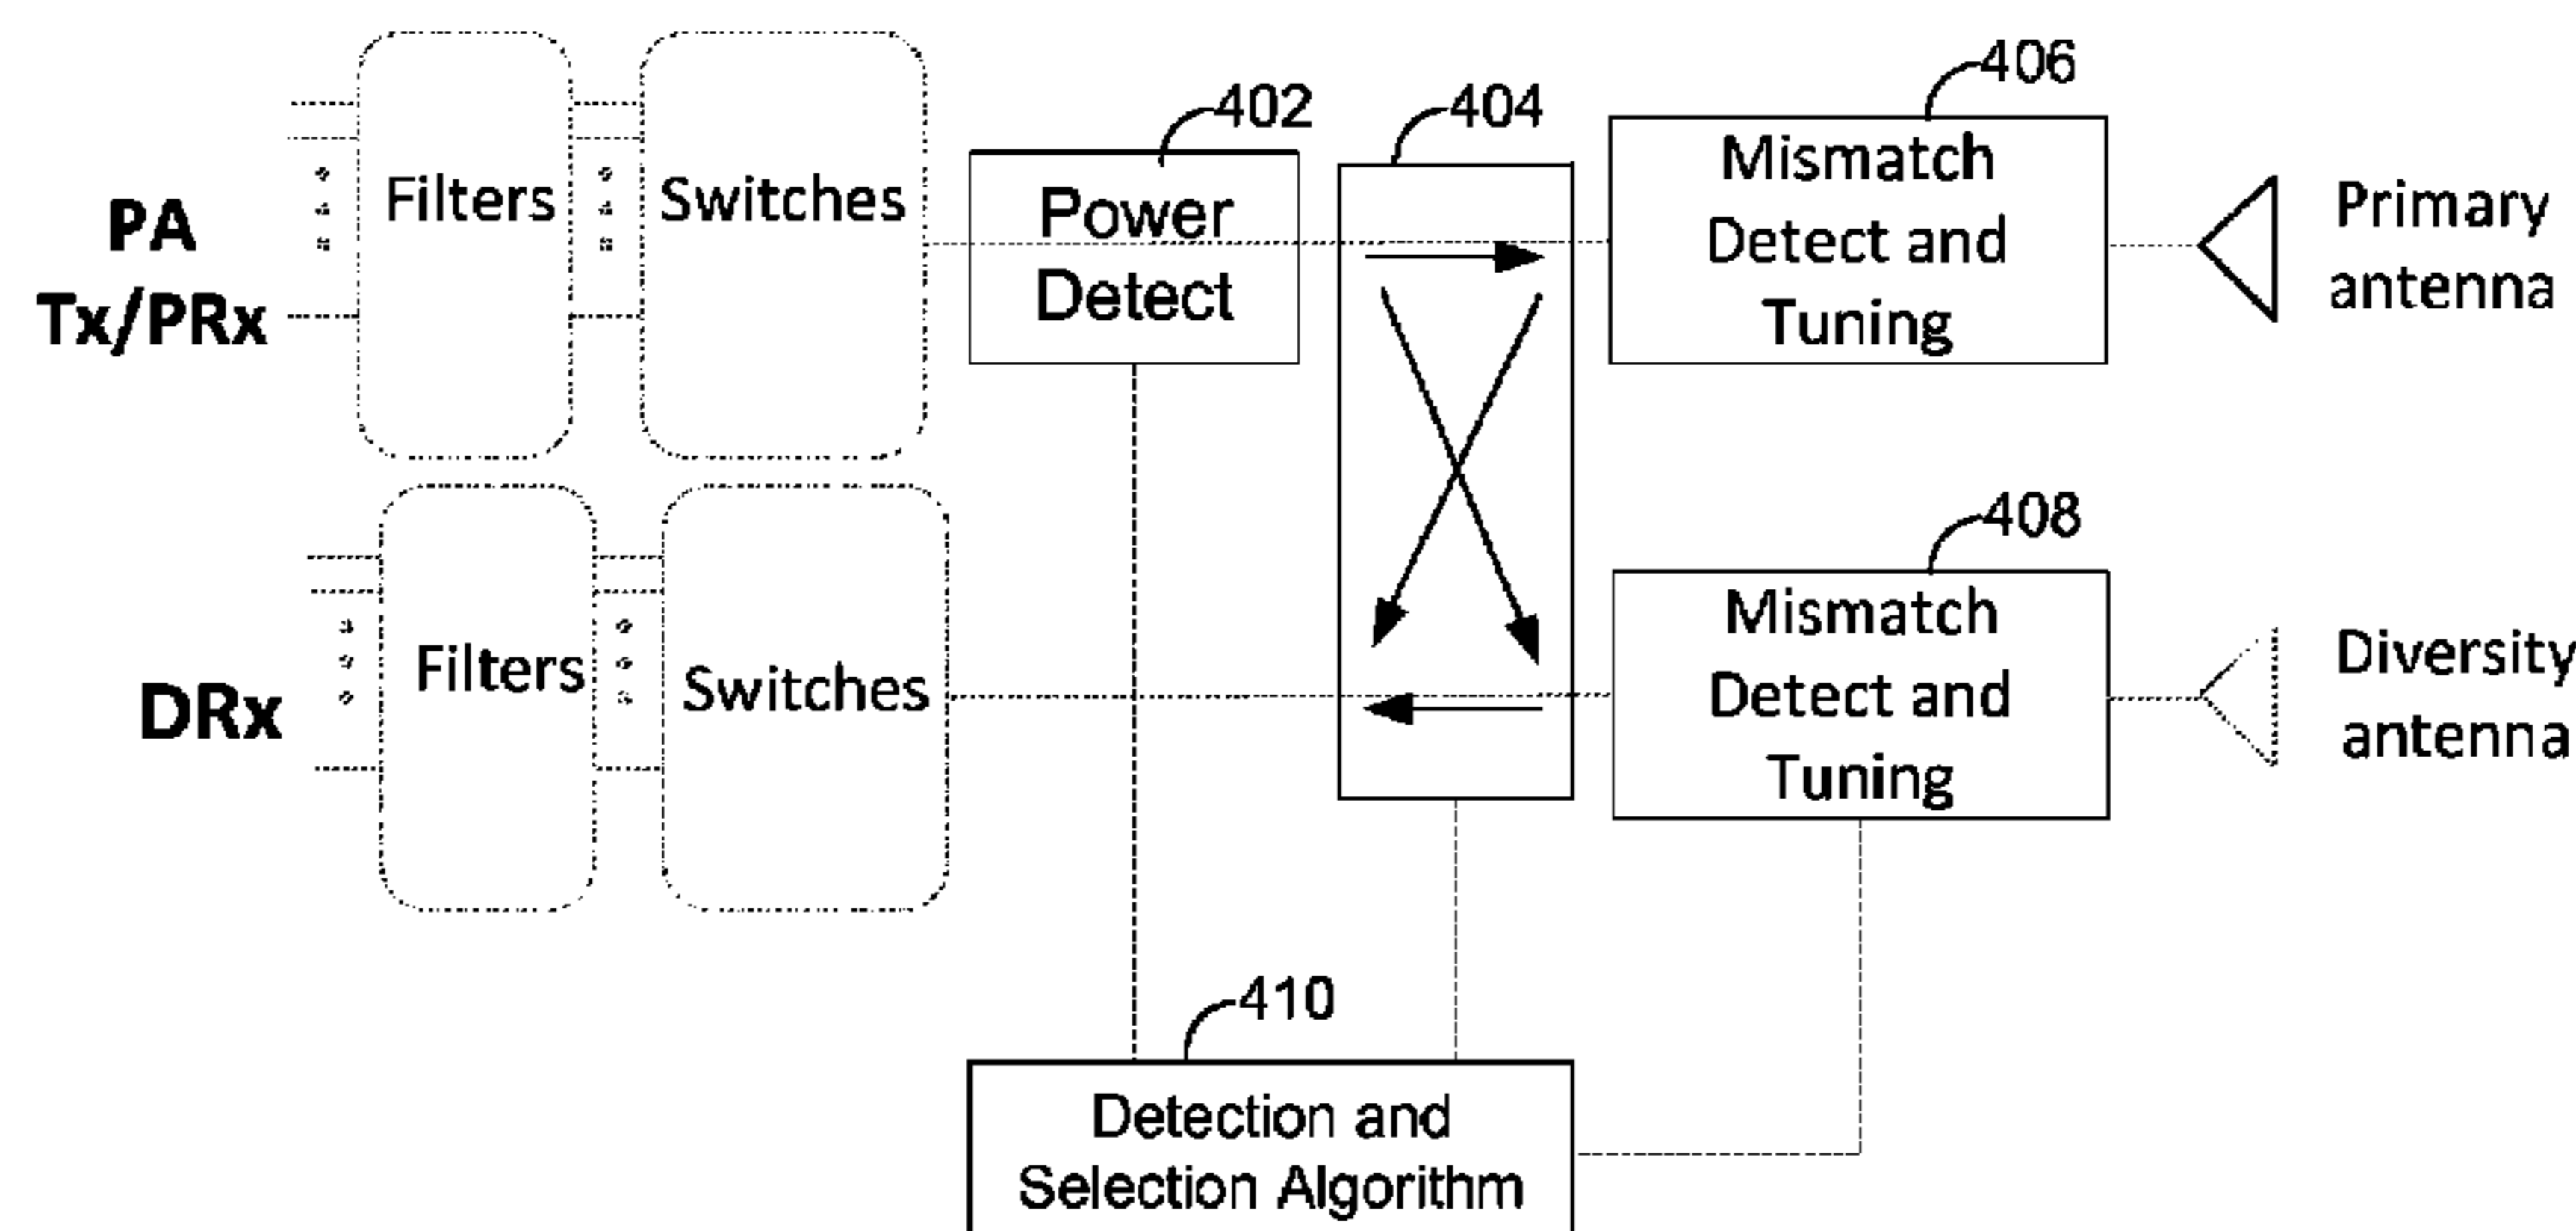 PA
Tx/PRx
Filters
Switches
402
Power
Detect
404
406
Mismatch
Detect and
Tuning
Primary
antenna
DRx
Filters
Switches
408
Mismatch
Detect and
Tuning
Diversity
antenna
410
Detection and
Selection Algorithm